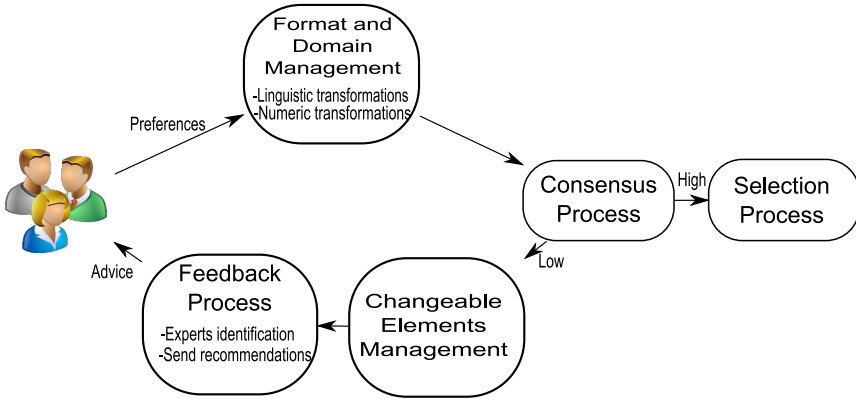 Format and
Domain
Management
-Linguistic transformations
-Numeric transformations
Preferences
Consensus
Process
High
Selection
Process
Low
Changeable
Elements
Management
Feedback
Process
-Experts identification
-Send recommendations
Advice